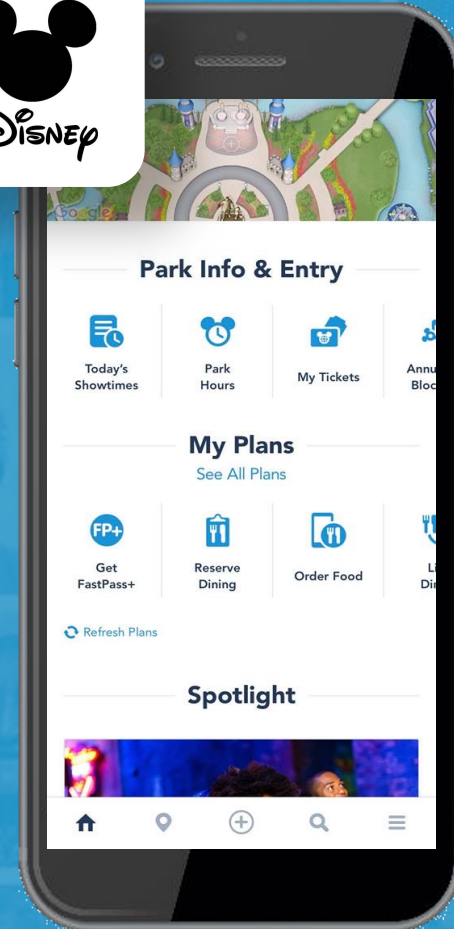 DISNEY
Google
Park Info & Entry
Today's
Showtimes
Park
Hours
My Tickets
My Plans
See All Plans
FP+
Get
FastPass+
Reserve
Dining
Order Food
Refresh Plans
Spotlight